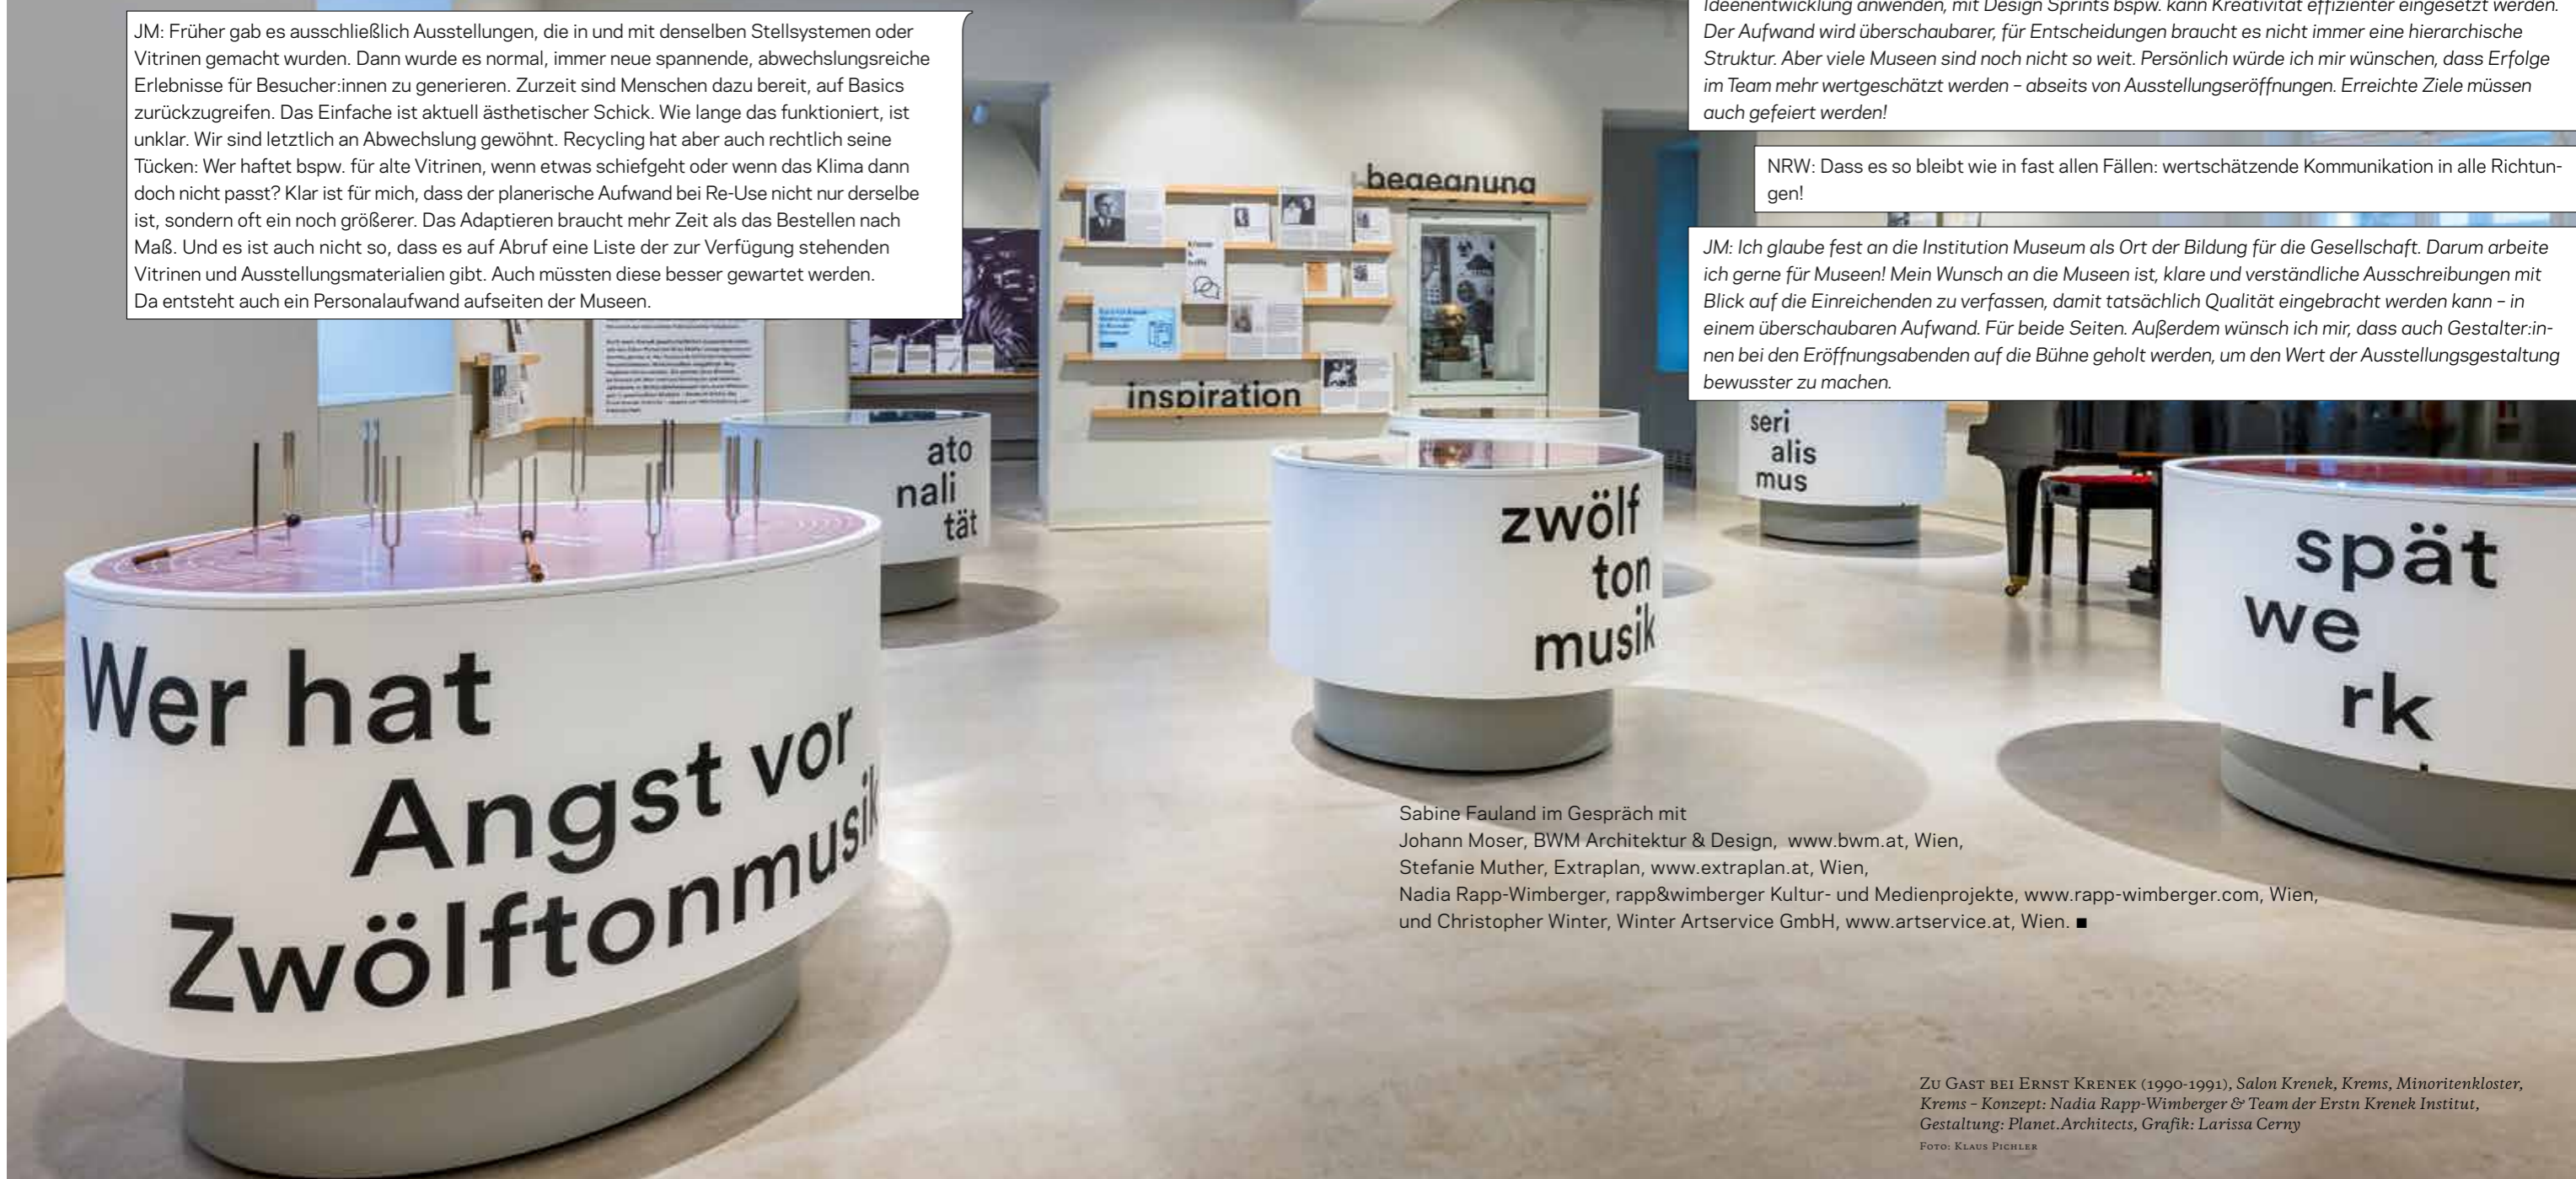 JM: Früher gab es ausschließlich Ausstellungen, die in und mit denselben Stellsystemen oder
Vitrinen gemacht wurden. Dann wurde es normal, immer neue spannende, abwechslungsreiche
Erlebnisse für Besucher:innen zu generieren. Zurzeit sind Menschen dazu bereit, auf Basics
zurückzugreifen. Das Einfache ist aktuell ästhetischer Schick. Wie lange das funktioniert, ist
unklar. Wir sind letztlich an Abwechslung gewöhnt. Recycling hat aber auch rechtlich seine
Tücken: Wer haftet bspw. für alte Vitrinen, wenn etwas schiefgeht oder wenn das Klima dann
doch nicht passt? Klar ist für mich, dass der planerische Aufwand bei Re-Use nicht nur derselbe
ist, sondern oft ein noch größerer. Das Adaptieren braucht mehr Zeit als das Bestellen nach
Maß. Und es ist auch nicht so, dass es auf Abruf eine Liste der zur Verfügung stehenden
Vitrinen und Ausstellungsmaterialien gibt. Auch müssten diese besser gewartet werden.
Da entsteht auch ein Personalaufwand aufseiten der Museen.
Ideenentwicklung anwenden, mit Design Sprints bspw. kann Kreativität effizienter eingesetzt werden.
Der Aufwand wird überschaubarer, für Entscheidungen braucht es nicht immer eine hierarchische
Struktur. Aber viele Museen sind noch nicht so weit. Persönlich würde ich mir wünschen, dass Erfolge
im Team mehr wertgeschätzt werden – abseits von Ausstellungseröffnungen. Erreichte Ziele müssen
auch gefeiert werden!
NRW: Dass es so bleibt wie in fast allen Fällen: wertschätzende Kommunikation in alle Richtun-
gen!
JM: Ich glaube fest an die Institution Museum als Ort der Bildung für die Gesellschaft. Darum arbeite
ich gerne für Museen! Mein Wunsch an die Museen ist, klare und verständliche Ausschreibungen mit
Blick auf die Einreichenden zu verfassen, damit tatsächlich Qualität eingebracht werden kann – in
einem überschaubaren Aufwand. Für beide Seiten. Außerdem wünsch ich mir, dass auch Gestalter:in-
nen bei den Eröffnungsabenden auf die Bühne geholt werden, um den Wert der Ausstellungsgestaltung
bewusster zu machen.
begegnung
inspiration
ato
nali
tät
zwölf
ton
musik
seri
alis
mus
spät
we
rk
Wer hat
Angst vor
Zwölftonmusik
Sabine Fauland im Gespräch mit
Johann Moser, BWM Architektur & Design, www.bwm.at, Wien,
Stefanie Muther, Extraplan, www.extraplan.at, Wien,
Nadia Rapp-Wimberger, rapp&wimberger Kultur- und Medienprojekte, www.rapp-wimberger.com, Wien,
und Christopher Winter, Winter Artservice GmbH, www.artservice.at, Wien. ■
Zu Gast bei Ernst Krenek (1990-1991), Salon Krenek, Krems, Minoritenkloster,
Krems – Konzept: Nadia Rapp-Wimberger & Team der Erstn Krenek Institut,
Gestaltung: Planet.Architects, Grafik: Larissa Cerny
Foto: Klaus Pichler